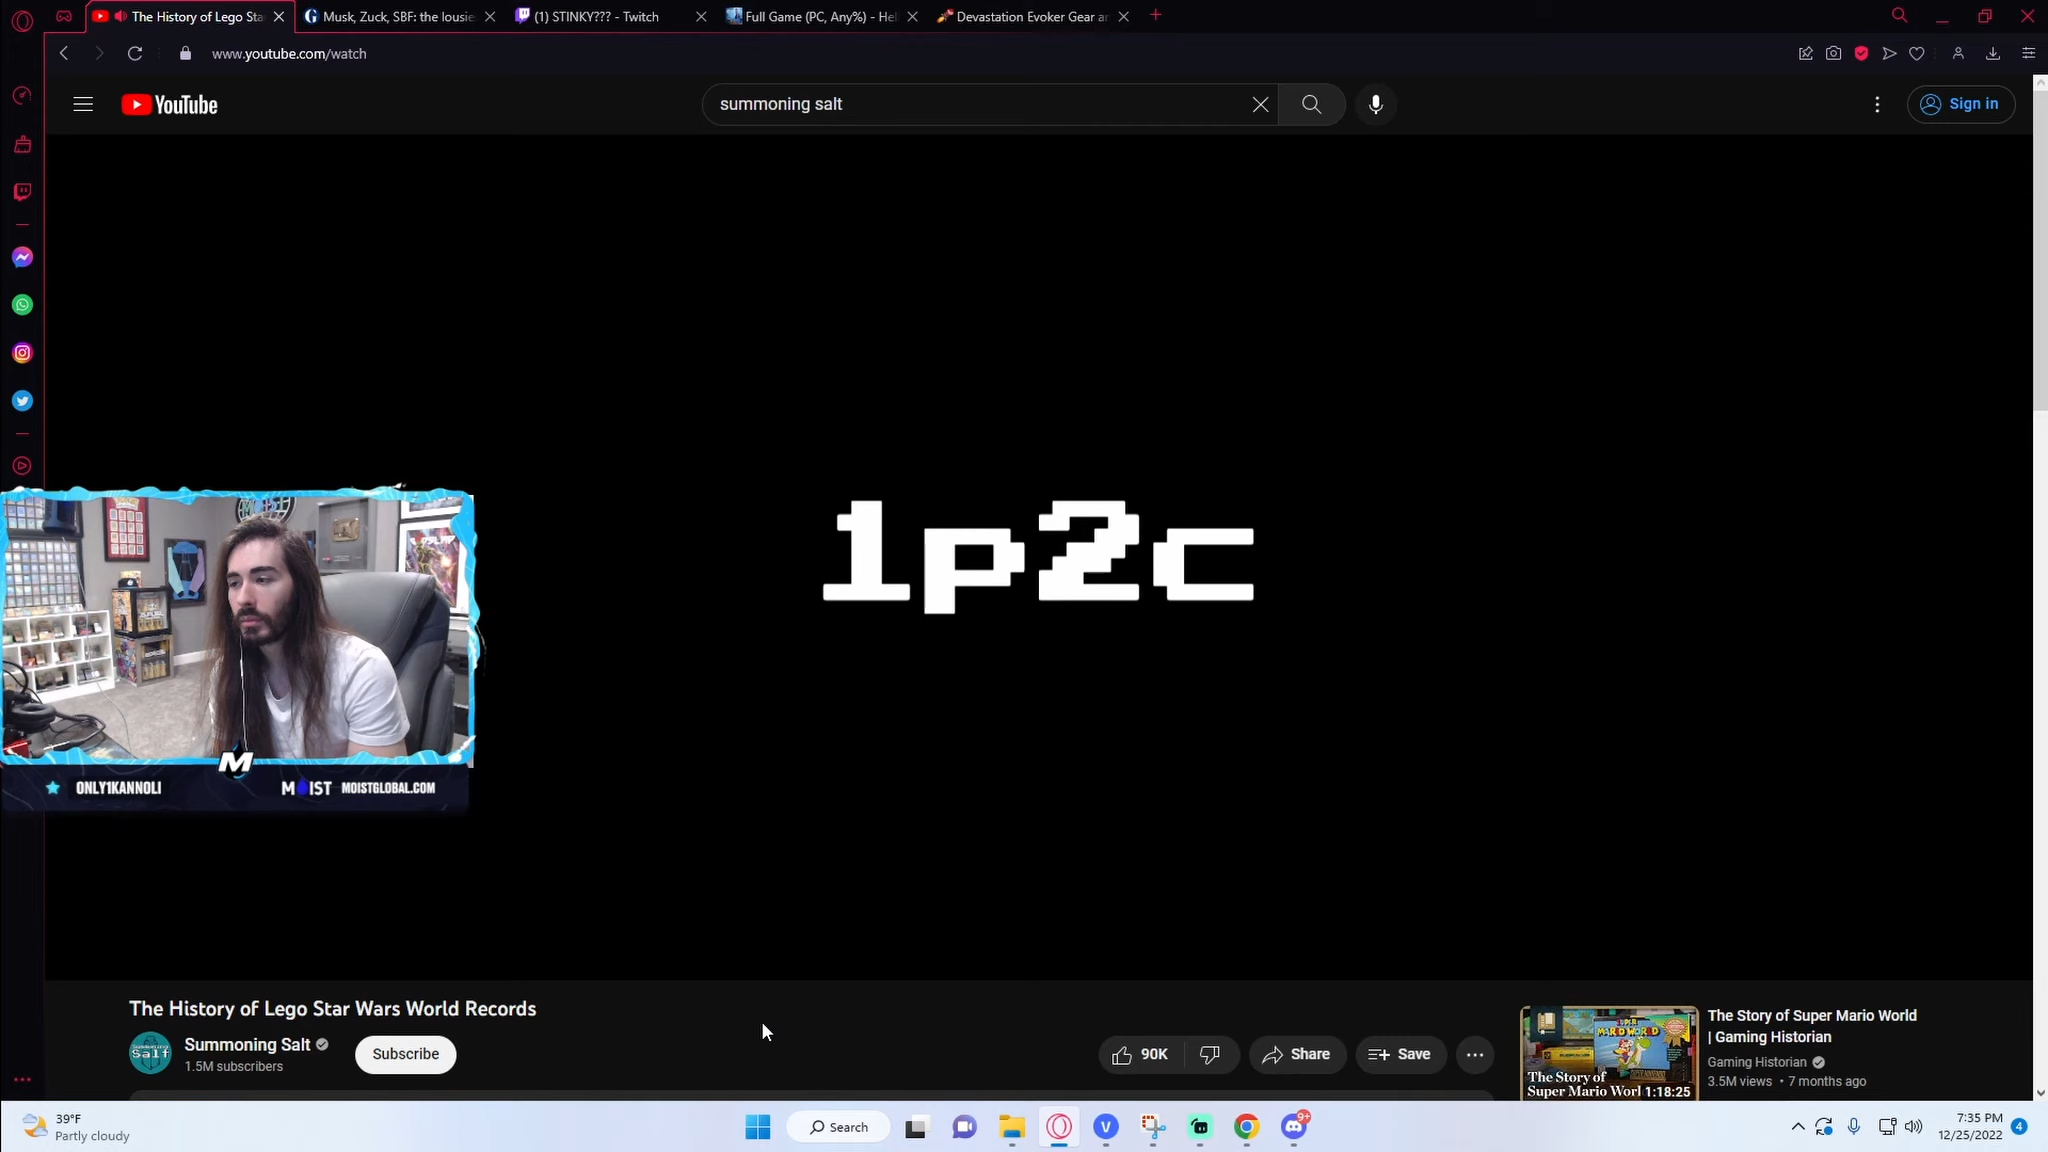 The History of Lego Sta
Musk, Zuck, SBF: the lousie
(1) STINKY??? - Twitch
Full Game (PC, Any%) - Hel
Devastation Evoker Gear a
www.youtube.com/watch
YouTube
summoning salt
Sign in
1p2c
M
ONLY1KANNOLI
MOIST
MOISTGLOBAL.COM
The History of Lego Star Wars World Records
Summoning Salt
1.5M subscribers
Subscribe
90K
Share
Save
The Story of Super Mario Worl
1:18:25
The Story of Super Mario World
| Gaming Historian
Gaming Historian
3.5M views • 7 months ago
39°F
Partly cloudy
Search
9+
7:35 PM
12/25/2022
4